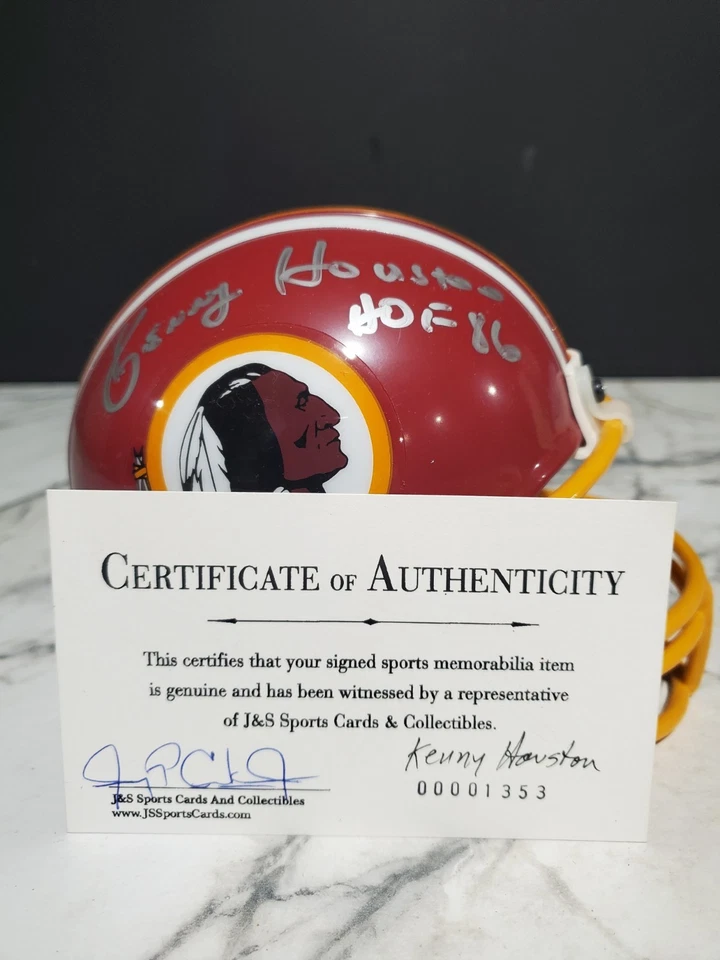 Kenny Houston
HOF 86
CERTIFICATE OF AUTHENTICITY
This certifies that your signed sports memorabilia item
is genuine and has been witnessed by a representative
of J&S Sports Cards & Collectibles.
Kenny Houston
00001353
J&S Sports Cards And Collectibles
www.JSSportsCards.com